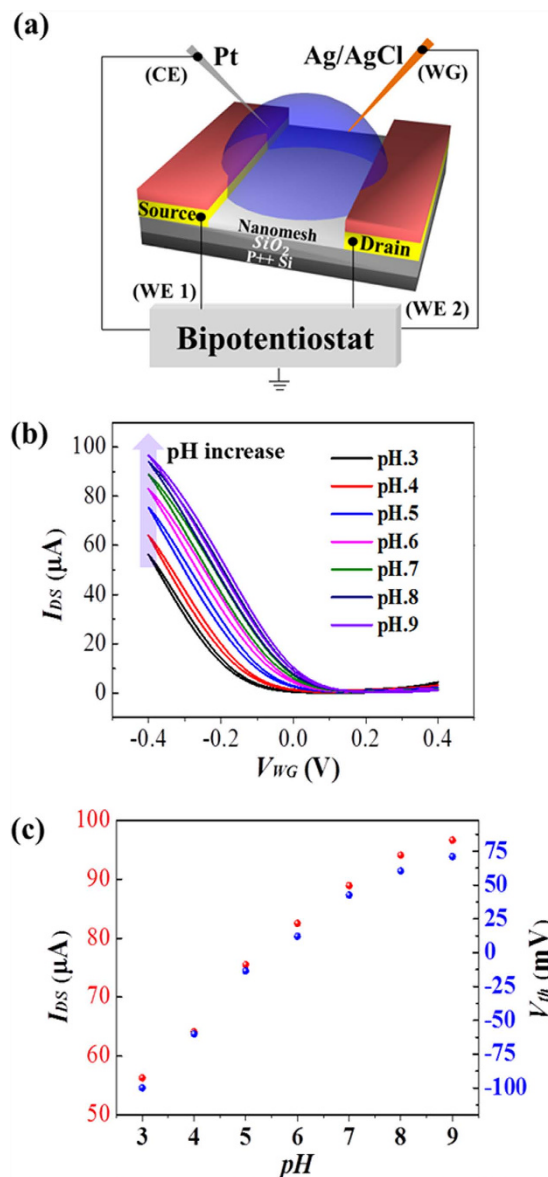 (a)
Pt
Ag/AgCl
(CE)
(WG)
Source
Nanomesh
SiO2
P++ Si
Drain
(WE 1)
(WE 2)
Bipotentiostat
(b)
100
80
60
40
20
0
IDS (μA)
pH increase
pH.3
pH.4
pH.5
pH.6
pH.7
pH.8
pH.9
-0.4 -0.2 0.0 0.2 0.4
VWG (V)
(c)
100
90
80
70
60
50
IDS (μA)
75
50
25
0
-25
-50
-75
-100
Vth (mV)
3 4 5 6 7 8 9
pH